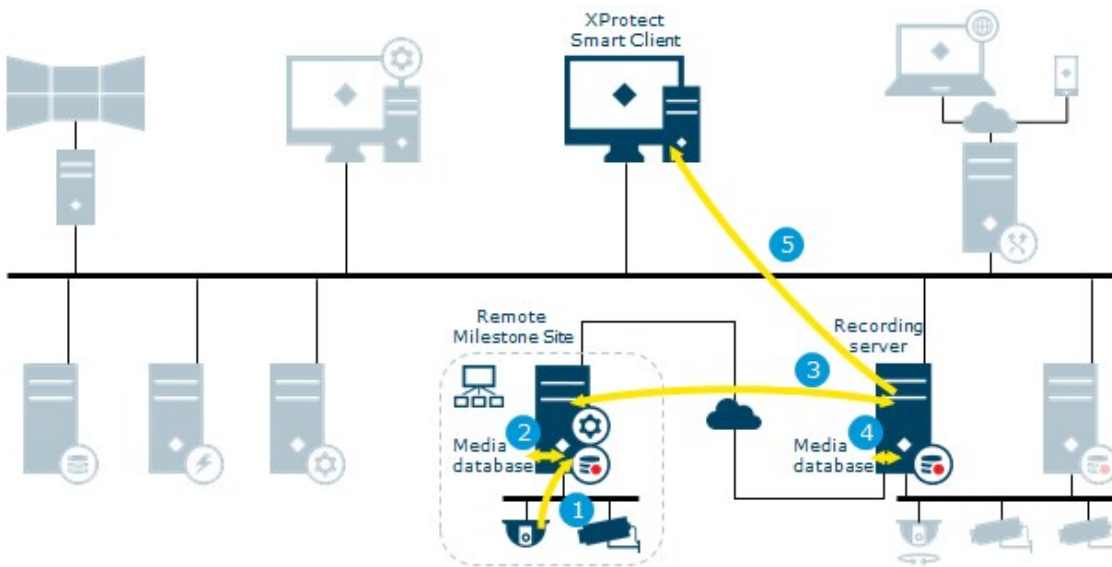 XProtect
Smart Client
5
Remote
Milestone Site
Recording
server
3
2
Media
database
4
Media
database
1